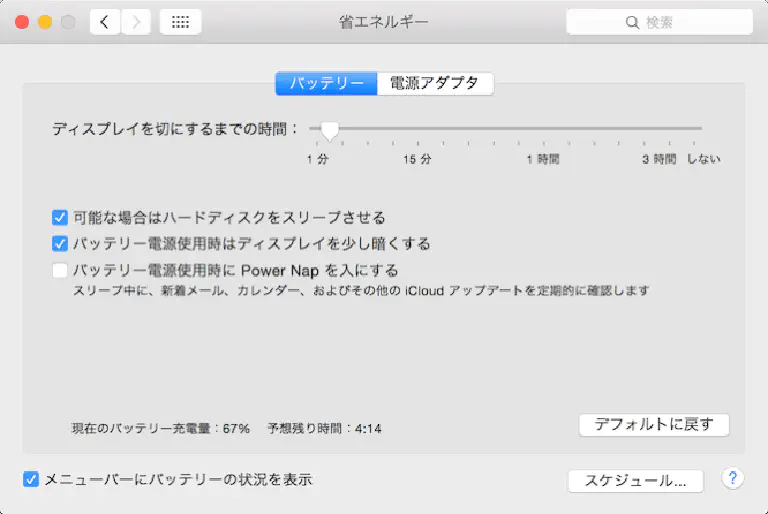 省エネルギー
検索
バッテリー 電源アダプタ
ディスプレイを切にするまでの時間：
1 分 15 分 1 時間 3 時間 しない
可能な場合はハードディスクをスリープさせる
バッテリー電源使用時はディスプレイを少し暗くする
バッテリー電源使用時に Power Nap を入にする
スリープ中に、新着メール、カレンダー、およびその他の iCloud アップデートを定期的に確認します
現在のバッテリー充電量：67% 予想残り時間：4:14
デフォルトに戻す
メニューバーにバッテリーの状況を表示
スケジュール...
?